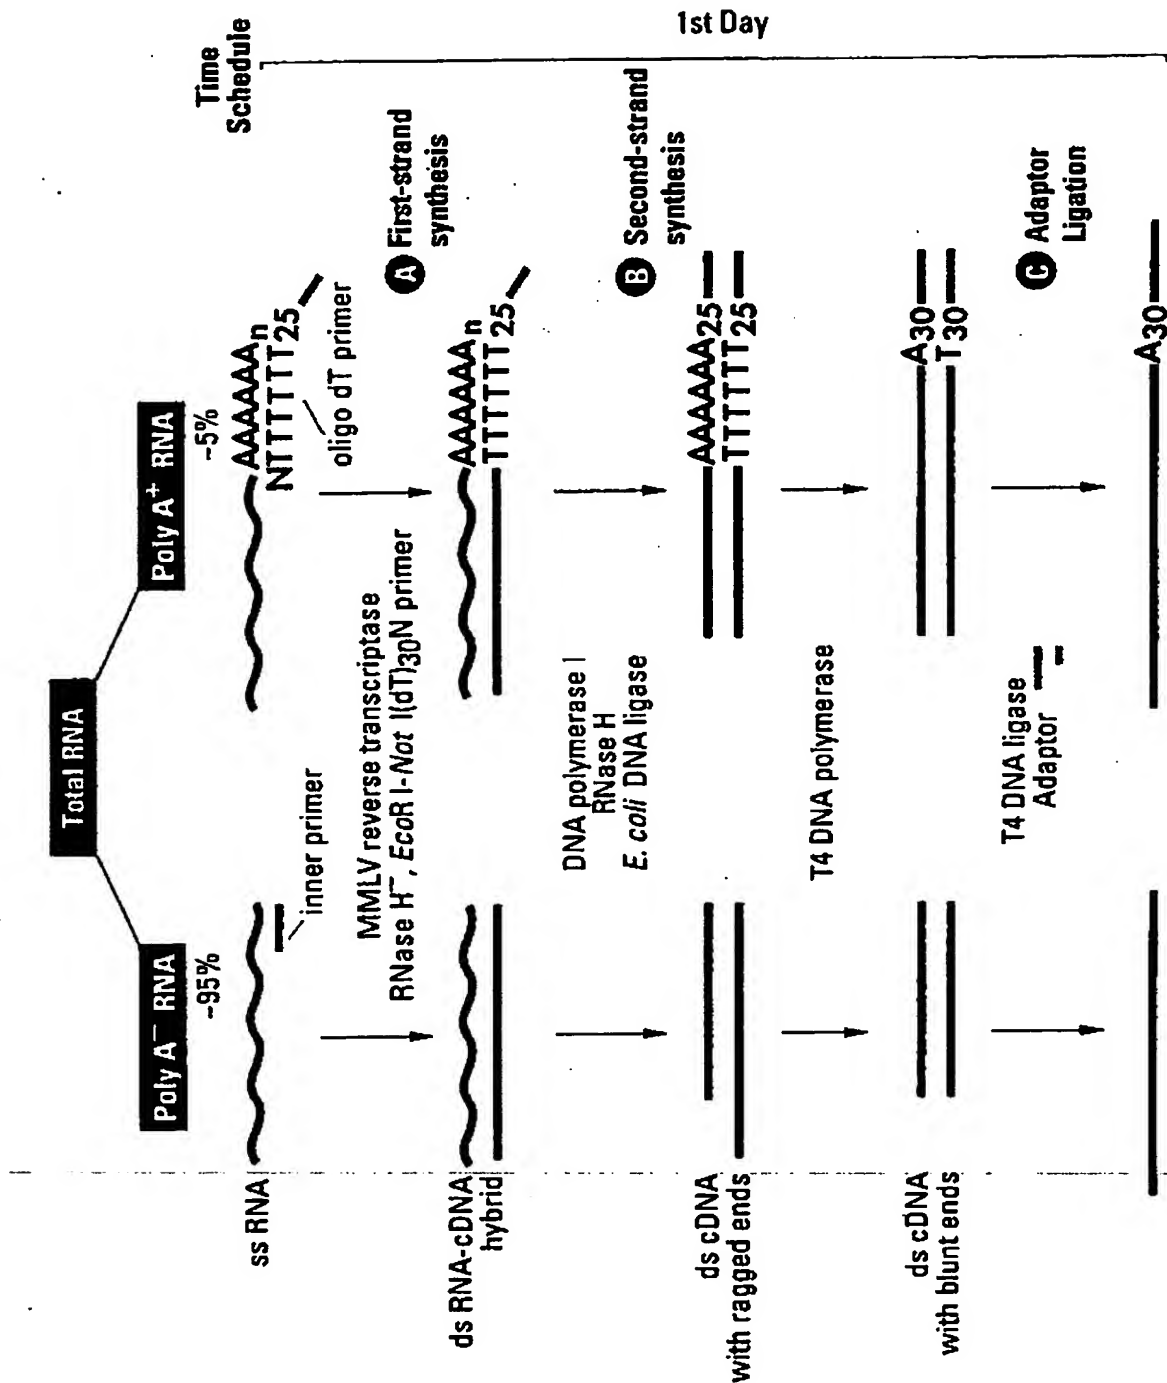 Total RNA
Poly A⁻ RNA
Poly A⁺ RNA
Time
Schedule
~95%
~5%
ss RNA
AAAAAAn
NTTTTTT25
inner primer
oligo dT primer
MMLV reverse transcriptase
RNase H⁻, EcoR I-Not I(dT)30N primer
A First-strand
synthesis
ds RNA-cDNA
hybrid
AAAAAAn
TTTTTT25
DNA polymerase I
RNase H
E. coli DNA ligase
B Second-strand
synthesis
1st Day
ds cDNA
with ragged ends
AAAAAA25
TTTTTT25
T4 DNA polymerase
ds cDNA
with blunt ends
A30
T30
T4 DNA ligase
Adaptor
C Adaptor
Ligation
A30